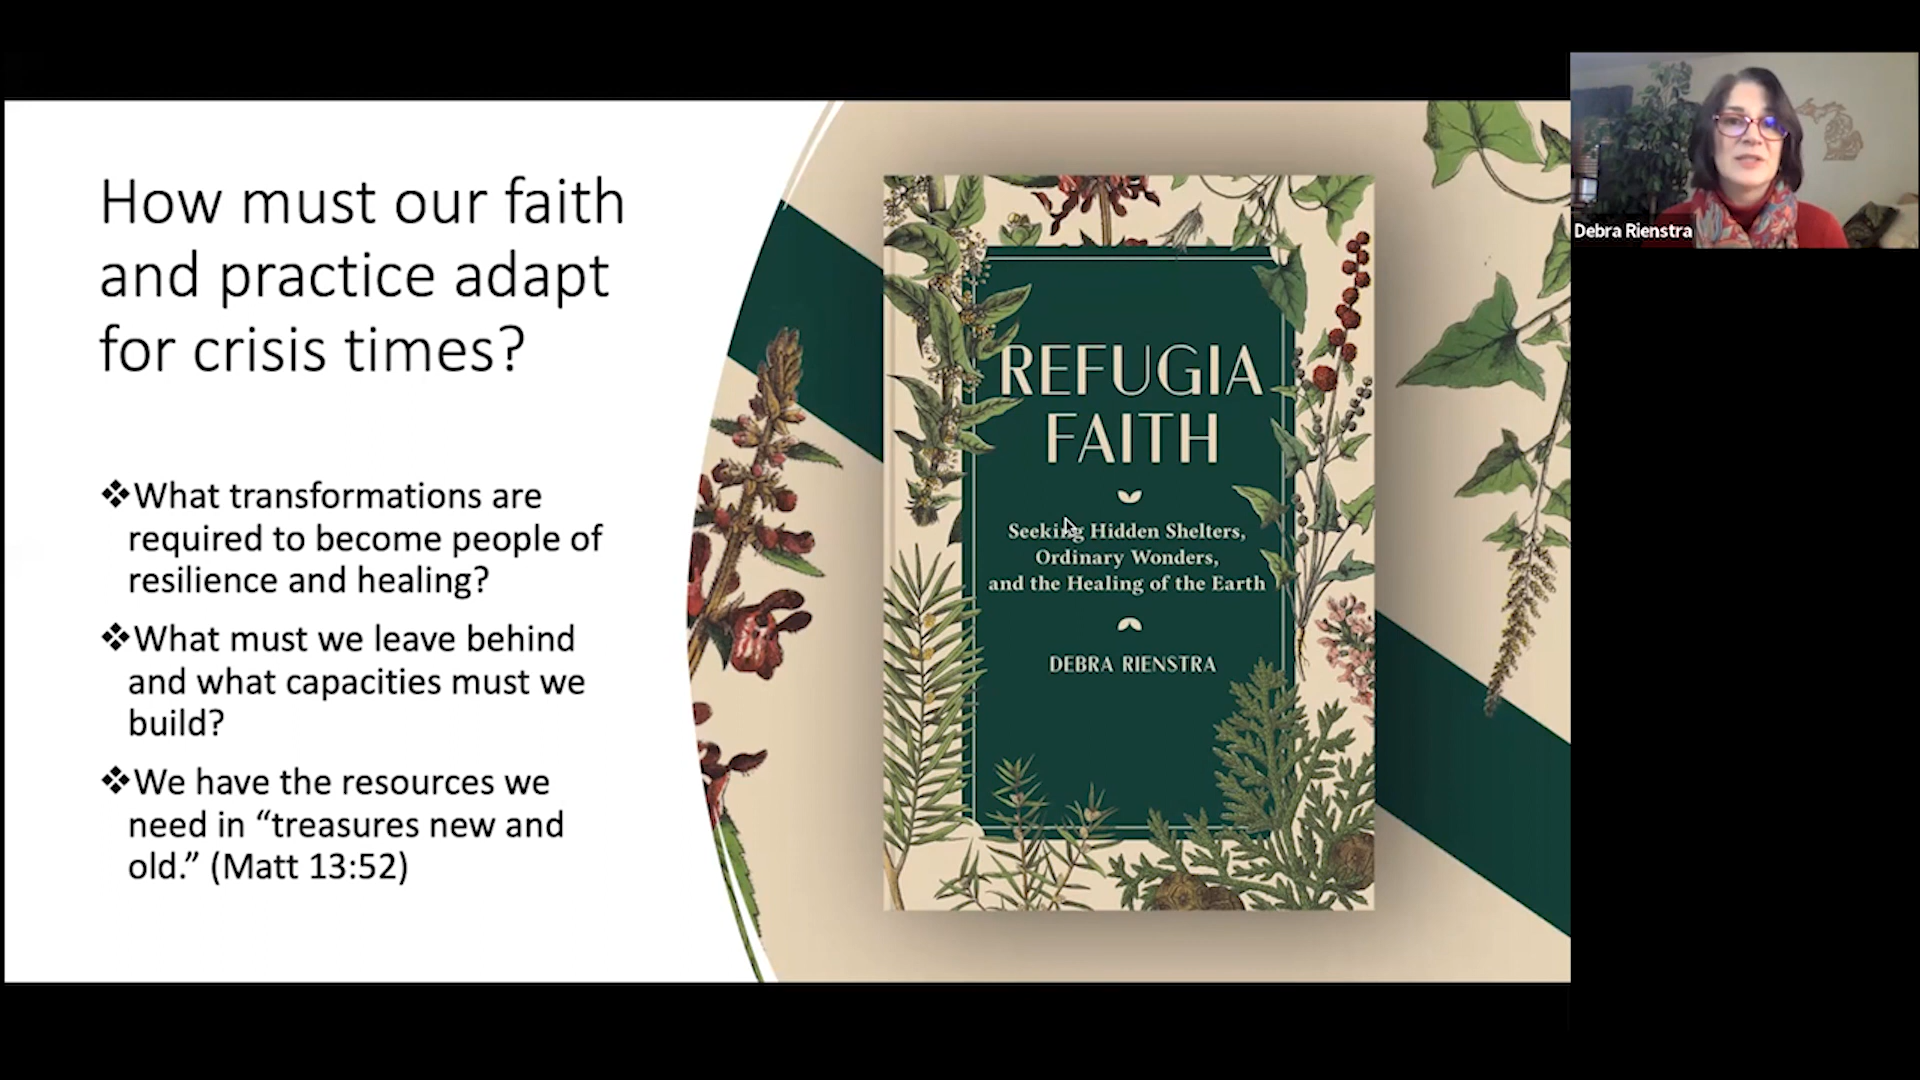 How must our faith
and practice adapt
for crisis times?
❖What transformations are
required to become people of
resilience and healing?
❖What must we leave behind
and what capacities must we
build?
❖We have the resources we
need in “treasures new and
old.” (Matt 13:52)
REFUGIA
FAITH
Seeking Hidden Shelters,
Ordinary Wonders,
and the Healing of the Earth
DEBRA RIENSTRA
Debra Rienstra